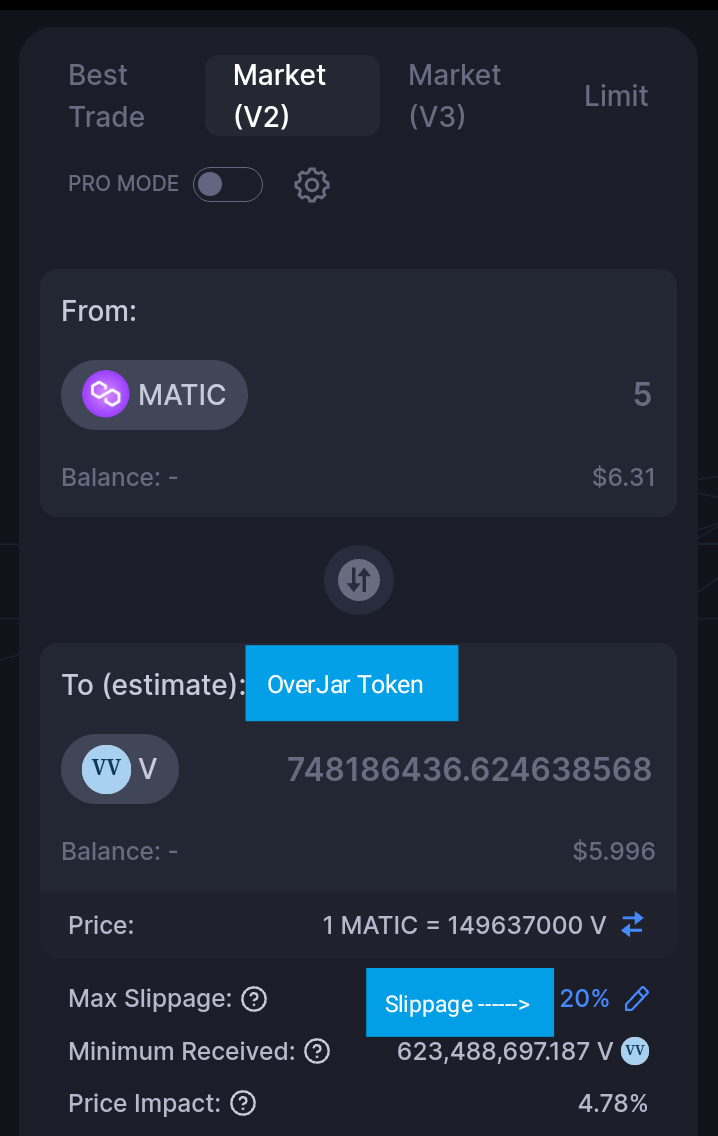 Best Trade
Market (V2)
Market (V3)
Limit
PRO MODE
From:
MATIC 5
Balance: - $6.31
To (estimate): OverJar Token
VV V 748186436.624638568
Balance: - $5.996
Price: 1 MATIC = 149637000 V
Max Slippage: ? Slippage ------> 20%
Minimum Received: ? 623,488,697.187 V VV
Price Impact: ? 4.78%